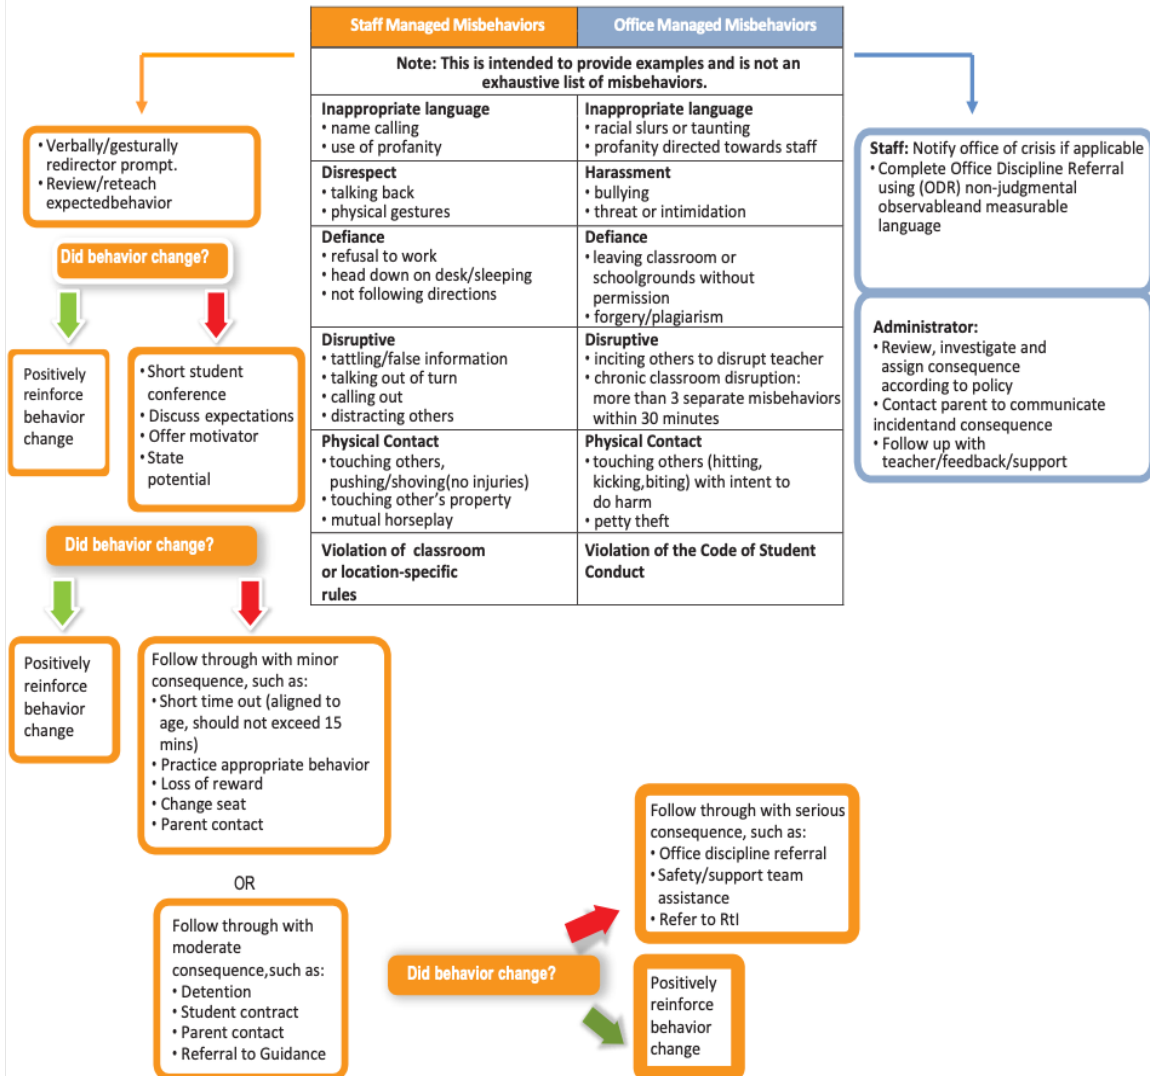 Staff Managed Misbehaviors
Office Managed Misbehaviors
Note: This is intended to provide examples and is not an
exhaustive list of misbehaviors.
Inappropriate language
• name calling
• use of profanity
Inappropriate language
• racial slurs or taunting
• profanity directed towards staff
Disrespect
• talking back
• physical gestures
Harassment
• bullying
• threat or intimidation
Defiance
• refusal to work
• head down on desk/sleeping
• not following directions
Defiance
• leaving classroom or
schoolgrounds without
permission
• forgery/plagiarism
Disruptive
• tattling/false information
• talking out of turn
• calling out
• distracting others
Disruptive
• inciting others to disrupt teacher
• chronic classroom disruption:
more than 3 separate misbehaviors
within 30 minutes
Physical Contact
• touching others,
pushing/shoving(no injuries)
• touching other's property
• mutual horseplay
Physical Contact
• touching others (hitting,
kicking,biting) with intent to
do harm
• petty theft
Violation of classroom
or location-specific
rules
Violation of the Code of Student
Conduct
• Verbally/gesturally
redirector prompt.
• Review/reteach
expectedbehavior
Did behavior change?
Positively
reinforce
behavior
change
• Short student
conference
• Discuss expectations
• Offer motivator
• State
potential
Did behavior change?
Positively
reinforce
behavior
change
Follow through with minor
consequence, such as:
• Short time out (aligned to
age, should not exceed 15
mins)
• Practice appropriate behavior
• Loss of reward
• Change seat
• Parent contact
OR
Follow through with
moderate
consequence,such as:
• Detention
• Student contract
• Parent contact
• Referral to Guidance
Did behavior change?
Follow through with serious
consequence, such as:
• Office discipline referral
• Safety/support team
assistance
• Refer to RtI
Positively
reinforce
behavior
change
Staff: Notify office of crisis if applicable
• Complete Office Discipline Referral
using (ODR) non-judgmental
observableand measurable
language
Administrator:
• Review, investigate and
assign consequence
according to policy
• Contact parent to communicate
incidentand consequence
• Follow up with
teacher/feedback/support